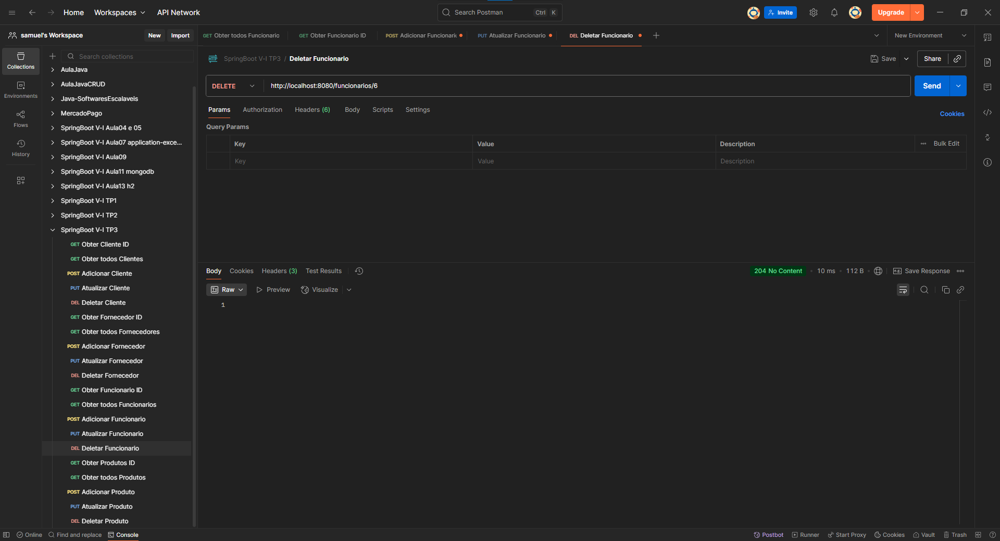 Home Workspaces API Network Search Postman Ctrl K Invite Upgrade
samuel's Workspace New Import GET Obter todos Funcionario GET Obter Funcionario ID POST Adicionar Funcionari PUT Atualizar Funcionario DEL Deletar Funcionario New Environment
Search collections
HTTP SpringBoot V-I TP3 / Deletar Funcionario Save Share
DELETE http://localhost:8080/funcionarios/6 Send
Params Authorization Headers (6) Body Scripts Settings Cookies
Query Params
Key Value Description Bulk Edit
Key Value Description
Collections
Environments
Flows
History
AulaJava
AulaJavaCRUD
Java-SoftwaresEscalaveis
MercadoPago
SpringBoot V-I Aula04 e 05
SpringBoot V-I Aula07 application-exce...
SpringBoot V-I Aula09
SpringBoot V-I Aula11 mongodb
SpringBoot V-I Aula13 h2
SpringBoot V-I TP1
SpringBoot V-I TP2
SpringBoot V-I TP3
GET Obter Cliente ID
GET Obter todos Clientes
POST Adicionar Cliente
PUT Atualizar Cliente
DEL Deletar Cliente
GET Obter Fornecedor ID
GET Obter todos Fornecedores
POST Adicionar Fornecedor
PUT Atualizar Fornecedor
DEL Deletar Fornecedor
GET Obter Funcionario ID
GET Obter todos Funcionarios
POST Adicionar Funcionario
PUT Atualizar Funcionario
DEL Deletar Funcionario
GET Obter Produtos ID
GET Obter todos Produtos
POST Adicionar Produto
PUT Atualizar Produto
DEL Deletar Produto
Body Cookies Headers (3) Test Results 204 No Content 10 ms 112 B e.g. Save Response
Raw Preview Visualize
1
Online Find and replace Console Postbot Runner Start Proxy Cookies Vault Trash